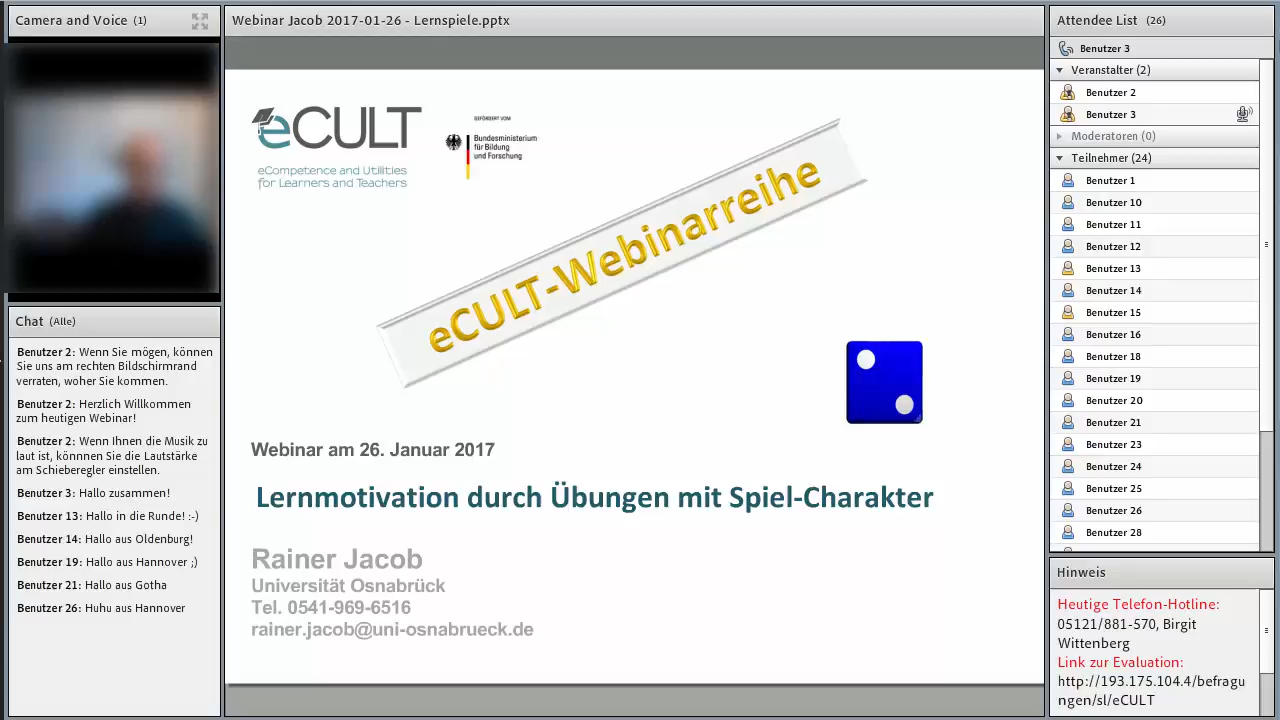 Camera and Voice (1)
Webinar Jacob 2017-01-26 - Lernspiele.pptx
eCULT
eCompetence and Utilities
for Learners and Teachers
GEFÖRDERT VOM
Bundesministerium
für Bildung
und Forschung
eCULT-Webinarreihe
Webinar am 26. Januar 2017
Lernmotivation durch Übungen mit Spiel-Charakter
Rainer Jacob
Universität Osnabrück
Tel. 0541-969-6516
rainer.jacob@uni-osnabrueck.de
Chat (Alle)
Benutzer 2: Wenn Sie mögen, können
Sie uns am rechten Bildschirmrand
verraten, woher Sie kommen.
Benutzer 2: Herzlich Willkommen
zum heutigen Webinar!
Benutzer 2: Wenn Ihnen die Musik zu
laut ist, könnnen Sie die Lautstärke
am Schieberegler einstellen.
Benutzer 3: Hallo zusammen!
Benutzer 13: Hallo in die Runde! :-)
Benutzer 14: Hallo aus Oldenburg!
Benutzer 19: Hallo aus Hannover ;)
Benutzer 21: Hallo aus Gotha
Benutzer 26: Huhu aus Hannover
Attendee List (26)
Benutzer 3
Veranstalter (2)
Benutzer 2
Benutzer 3
Moderatoren (0)
Teilnehmer (24)
Benutzer 1
Benutzer 10
Benutzer 11
Benutzer 12
Benutzer 13
Benutzer 14
Benutzer 15
Benutzer 16
Benutzer 18
Benutzer 19
Benutzer 20
Benutzer 21
Benutzer 23
Benutzer 24
Benutzer 25
Benutzer 26
Benutzer 28
Hinweis
Heutige Telefon-Hotline:
05121/881-570, Birgit
Wittenberg
Link zur Evaluation:
http://193.175.104.4/befragu
ngen/sl/eCULT